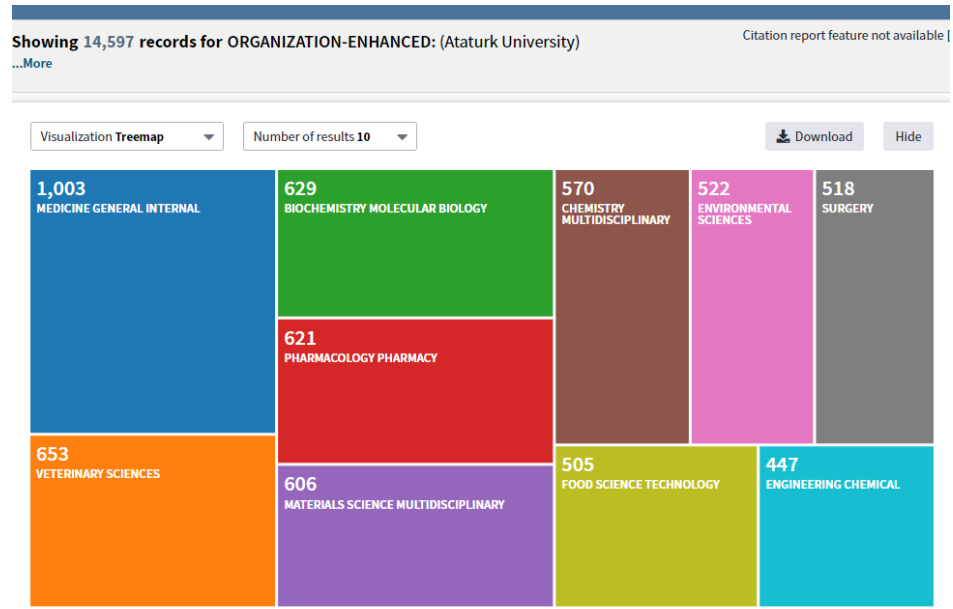 Showing 14,597 records for ORGANIZATION-ENHANCED: (Ataturk University)
...More
Citation report feature not available [
Visualization Treemap
Number of results 10
Download
Hide
1,003
MEDICINE GENERAL INTERNAL
629
BIOCHEMISTRY MOLECULAR BIOLOGY
570
CHEMISTRY
MULTIDISCIPLINARY
522
ENVIRONMENTAL
SCIENCES
518
SURGERY
621
PHARMACOLOGY PHARMACY
653
VETERINARY SCIENCES
606
MATERIALS SCIENCE MULTIDISCIPLINARY
505
FOOD SCIENCE TECHNOLOGY
447
ENGINEERING CHEMICAL